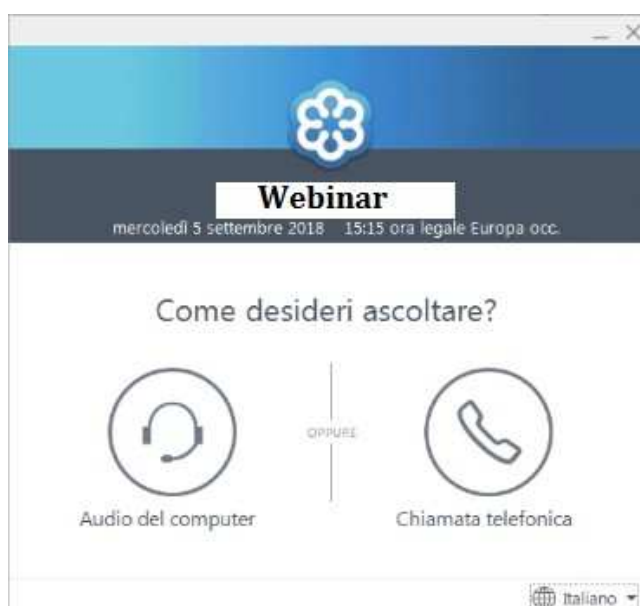 Webinar
mercoledì 5 settembre 2018 15:15 ora legale Europa occ.
Come desideri ascoltare?
OPPURE
Audio del computer
Chiamata telefonica
Italiano